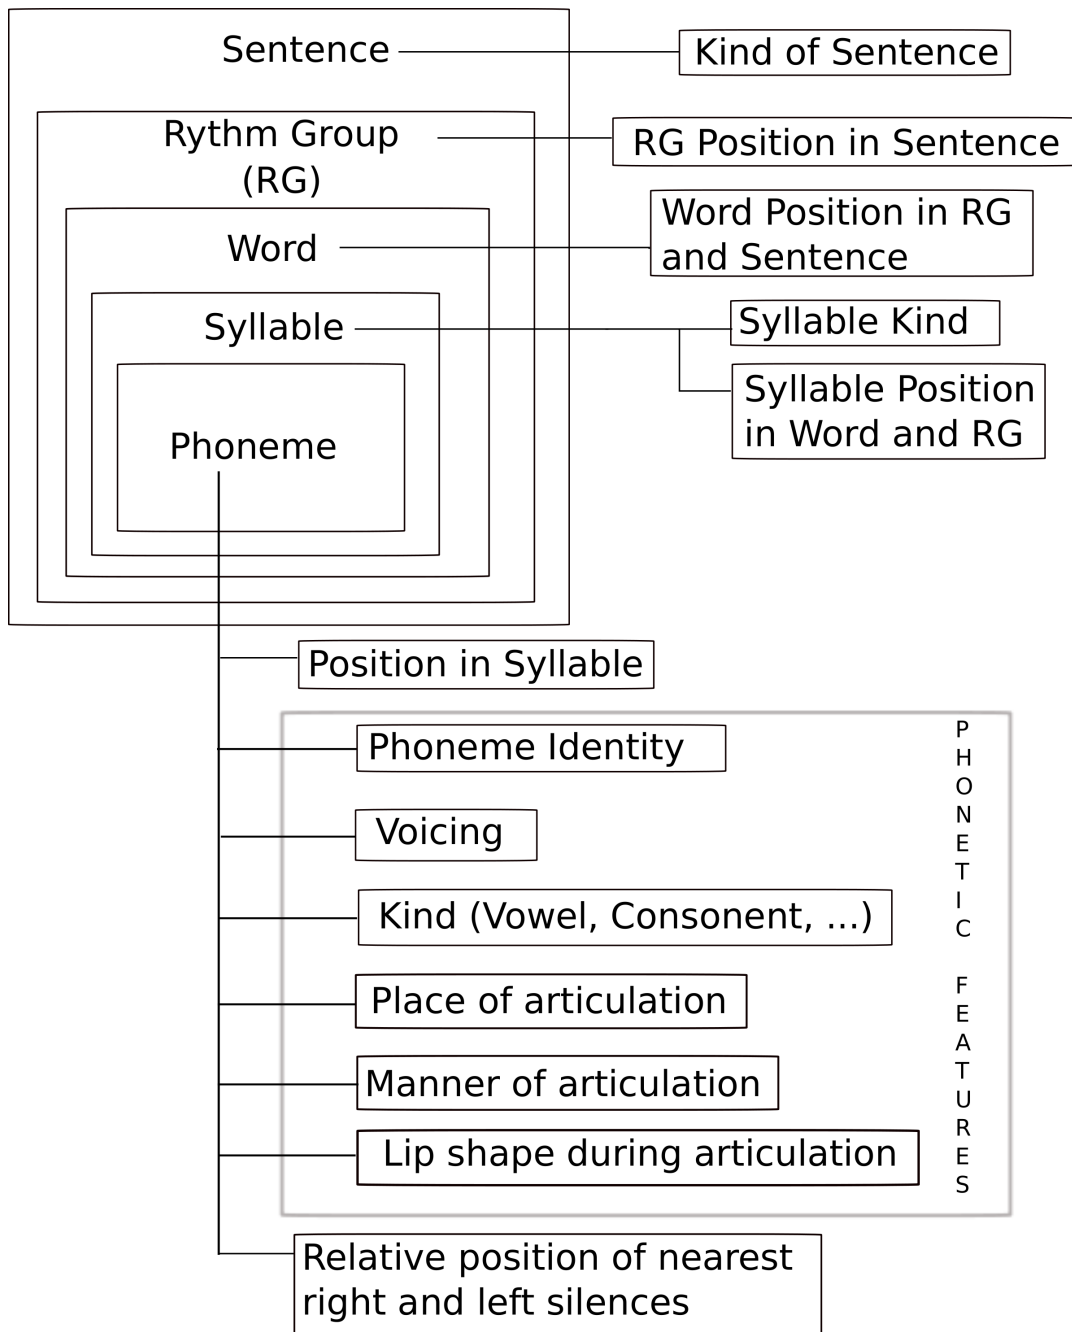 Sentence
Kind of Sentence
Rythm Group
(RG)
RG Position in Sentence
Word
Word Position in RG
and Sentence
Syllable
Syllable Kind
Syllable Position
in Word and RG
Phoneme
Position in Syllable
Phoneme Identity
Voicing
Kind (Vowel, Consonent, ...)
Place of articulation
Manner of articulation
Lip shape during articulation
PHONETIC FEATURES
Relative position of nearest
right and left silences